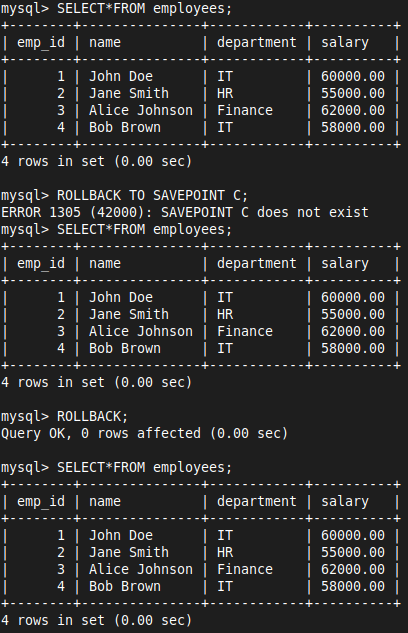 mysql> SELECT*FROM employees;
+--------+---------------+------------+----------+
| emp_id | name          | department | salary   |
+--------+---------------+------------+----------+
|      1 | John Doe      | IT         | 60000.00 |
|      2 | Jane Smith    | HR         | 55000.00 |
|      3 | Alice Johnson | Finance    | 62000.00 |
|      4 | Bob Brown     | IT         | 58000.00 |
+--------+---------------+------------+----------+
4 rows in set (0.00 sec)

mysql> ROLLBACK TO SAVEPOINT C;
ERROR 1305 (42000): SAVEPOINT C does not exist
mysql> SELECT*FROM employees;
+--------+---------------+------------+----------+
| emp_id | name          | department | salary   |
+--------+---------------+------------+----------+
|      1 | John Doe      | IT         | 60000.00 |
|      2 | Jane Smith    | HR         | 55000.00 |
|      3 | Alice Johnson | Finance    | 62000.00 |
|      4 | Bob Brown     | IT         | 58000.00 |
+--------+---------------+------------+----------+
4 rows in set (0.00 sec)

mysql> ROLLBACK;
Query OK, 0 rows affected (0.00 sec)

mysql> SELECT*FROM employees;
+--------+---------------+------------+----------+
| emp_id | name          | department | salary   |
+--------+---------------+------------+----------+
|      1 | John Doe      | IT         | 60000.00 |
|      2 | Jane Smith    | HR         | 55000.00 |
|      3 | Alice Johnson | Finance    | 62000.00 |
|      4 | Bob Brown     | IT         | 58000.00 |
+--------+---------------+------------+----------+
4 rows in set (0.00 sec)